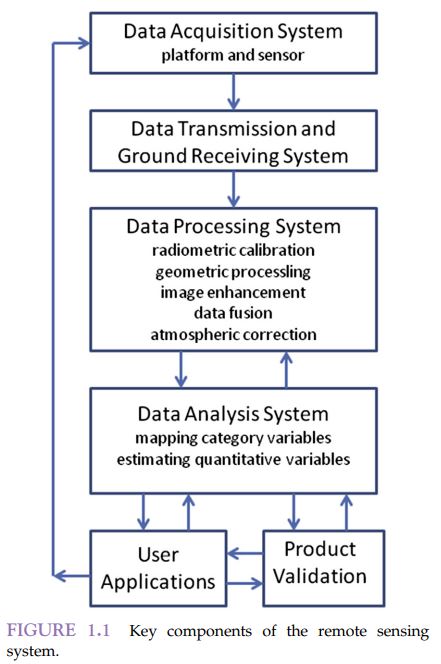 Data Acquisition System
platform and sensor
Data Transmission and
Ground Receiving System
Data Processing System
radiometric calibration
geometric processling
image enhancement
data fusion
atmospheric correction
Data Analysis System
mapping category variables
estimating quantitative variables
User
Applications
Product
Validation
FIGURE 1.1 Key components of the remote sensing
system.